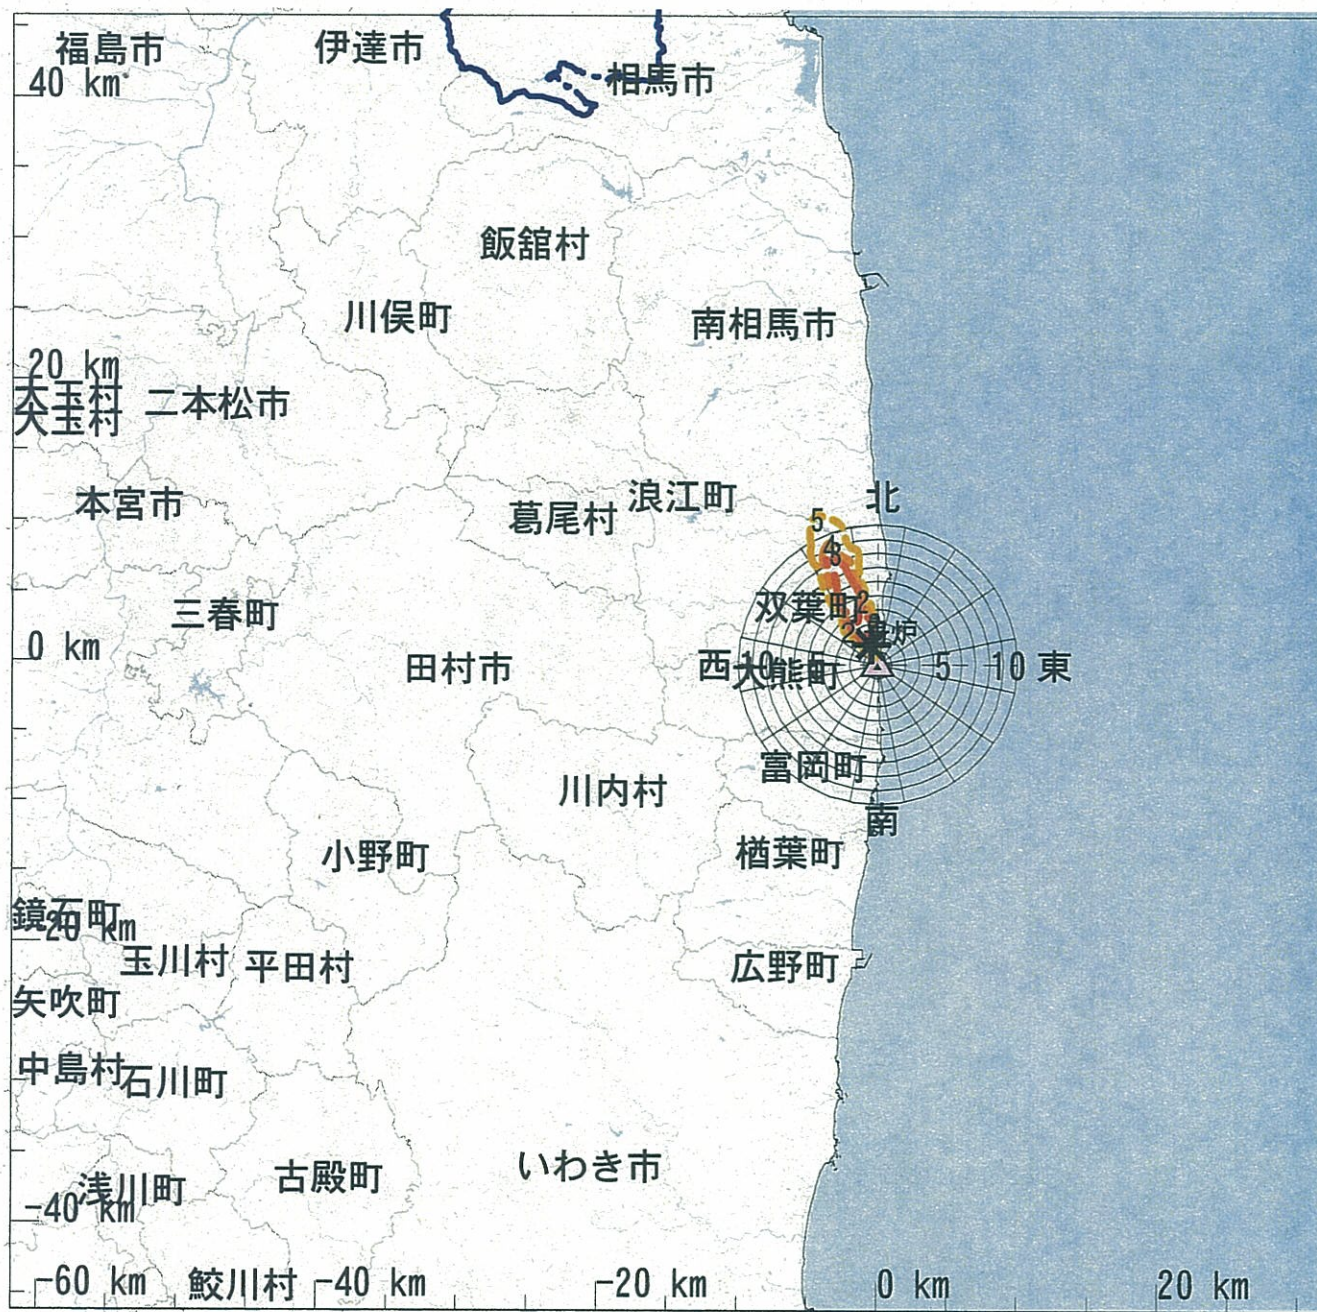 福島市
伊達市
相馬市
40 km
飯舘村
川俣町
南相馬市
20 km
大玉村
二本松市
大玉村
本宮市
葛尾村
浪江町
北
5
4
3
三春町
双葉町
2
2
0 km
田村市
西
10
5
大熊町
5
10
東
富岡町
川内村
南
小野町
楢葉町
鏡石町
-20 km
玉川村
平田村
広野町
矢吹町
中島村
石川町
いわき市
古殿町
浅川町
-40 km
-60 km
鮫川村
-40 km
-20 km
0 km
20 km